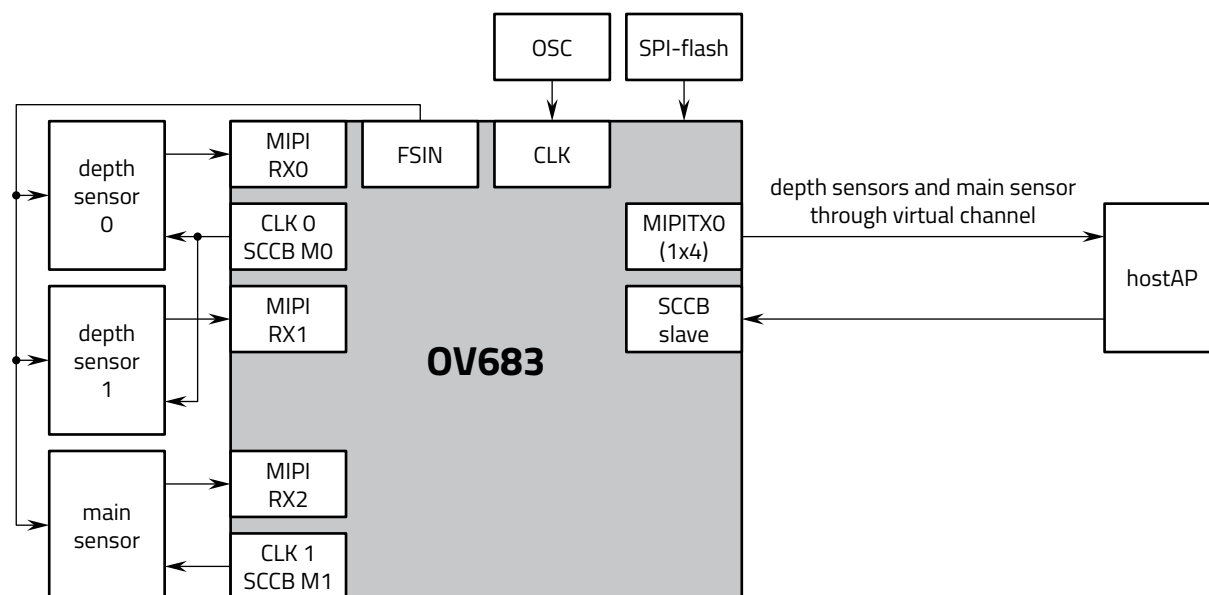 OSC
SPI-flash
MIPI
RX0
FSIN
CLK
depth
sensor
0
CLK 0
SCCB M0
MIPITX0
(1x4)
depth sensors and main sensor
through virtual channel
hostAP
depth
sensor
1
MIPI
RX1
SCCB
slave
OV683
main
sensor
MIPI
RX2
CLK 1
SCCB M1